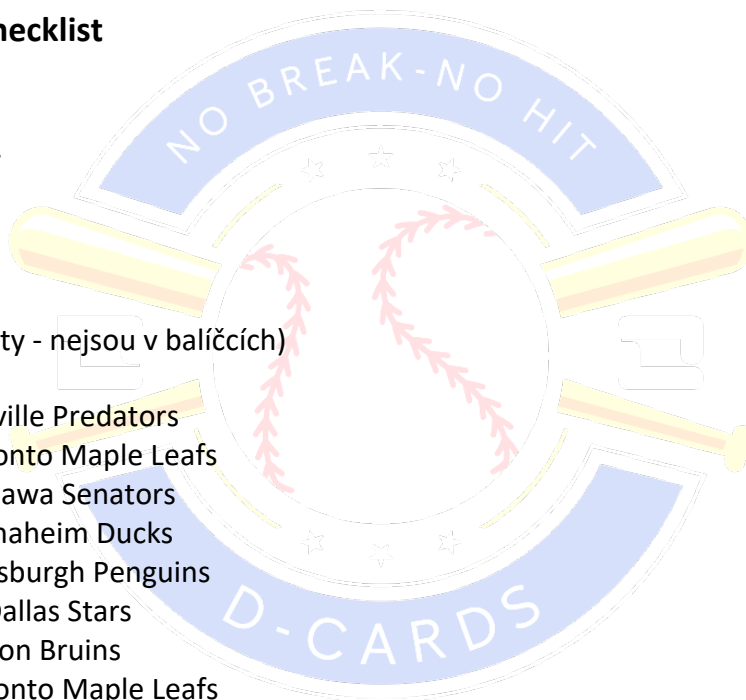 hecklist
NO BREAK-NO HIT
ty - nejsou v balíčcích)
ville Predators
onto Maple Leafs
awa Senators
naheim Ducks
sburgh Penguins
Dallas Stars
on Bruins
onto Maple Leafs
D-CARDS